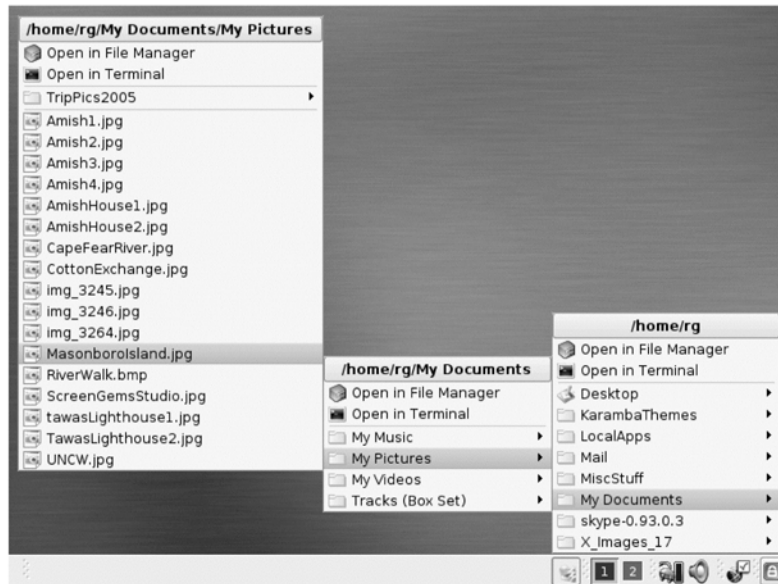 /home/rg/My Documents/My Pictures
Open in File Manager
Open in Terminal
TripPics2005
Amish1.jpg
Amish2.jpg
Amish3.jpg
Amish4.jpg
AmishHouse1.jpg
AmishHouse2.jpg
CapeFearRiver.jpg
CottonExchange.jpg
img_3245.jpg
img_3246.jpg
img_3264.jpg
MasonboroIsland.jpg
RiverWalk.bmp
ScreenGemsStudio.jpg
tawasLighthouse1.jpg
TawasLighthouse2.jpg
UNCW.jpg
/home/rg/My Documents
Open in File Manager
Open in Terminal
My Music
My Pictures
My Videos
Tracks (Box Set)
/home/rg
Open in File Manager
Open in Terminal
Desktop
KarambaThemes
LocalApps
Mail
MiscStuff
My Documents
skype-0.93.0.3
X_Images_17
1 2